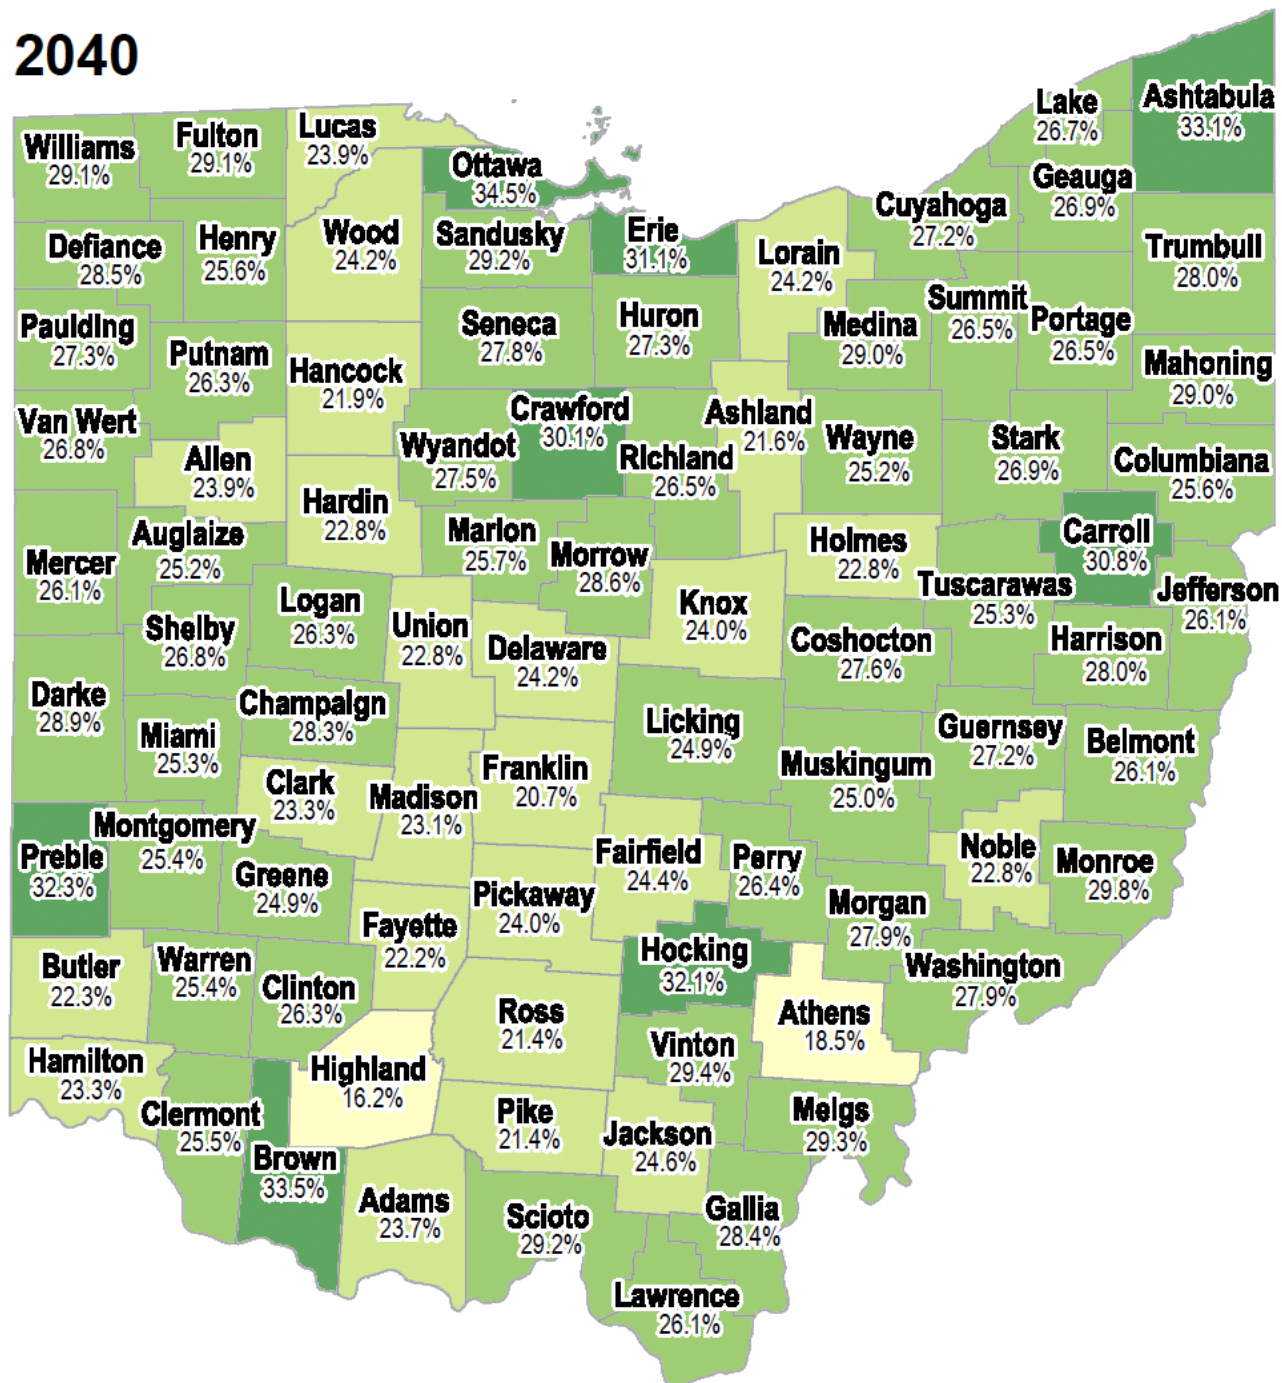 2040
Williams
29.1%
Fulton
29.1%
Lucas
23.9%
Ottawa
34.5%
Lake
26.7%
Ashtabula
33.1%
Geauga
26.9%
Cuyahoga
27.2%
Defiance
28.5%
Henry
25.6%
Wood
24.2%
Sandusky
29.2%
Erie
31.1%
Lorain
24.2%
Trumbull
28.0%
Paulding
27.3%
Putnam
26.3%
Hancock
21.9%
Seneca
27.8%
Huron
27.3%
Medina
29.0%
Summit
26.5%
Portage
26.5%
Mahoning
29.0%
Van Wert
26.8%
Allen
23.9%
Wyandot
27.5%
Crawford
30.1%
Richland
26.5%
Ashland
21.6%
Wayne
25.2%
Stark
26.9%
Columbiana
25.6%
Hardin
22.8%
Mercer
26.1%
Auglaize
25.2%
Marion
25.7%
Morrow
28.6%
Holmes
22.8%
Carroll
30.8%
Tuscarawas
25.3%
Jefferson
26.1%
Shelby
26.8%
Logan
26.3%
Union
22.8%
Delaware
24.2%
Knox
24.0%
Coshocton
27.6%
Harrison
28.0%
Darke
28.9%
Miami
25.3%
Champaign
28.3%
Licking
24.9%
Muskingum
25.0%
Guernsey
27.2%
Belmont
26.1%
Clark
23.3%
Madison
23.1%
Franklin
20.7%
Preble
32.3%
Montgomery
25.4%
Greene
24.9%
Fairfield
24.4%
Perry
26.4%
Noble
22.8%
Monroe
29.8%
Fayette
22.2%
Pickaway
24.0%
Morgan
27.9%
Butler
22.3%
Warren
25.4%
Clinton
26.3%
Hocking
32.1%
Washington
27.9%
Ross
21.4%
Athens
18.5%
Hamilton
23.3%
Highland
16.2%
Vinton
29.4%
Clermont
25.5%
Brown
33.5%
Pike
21.4%
Jackson
24.6%
Meigs
29.3%
Adams
23.7%
Scioto
29.2%
Gallia
28.4%
Lawrence
26.1%